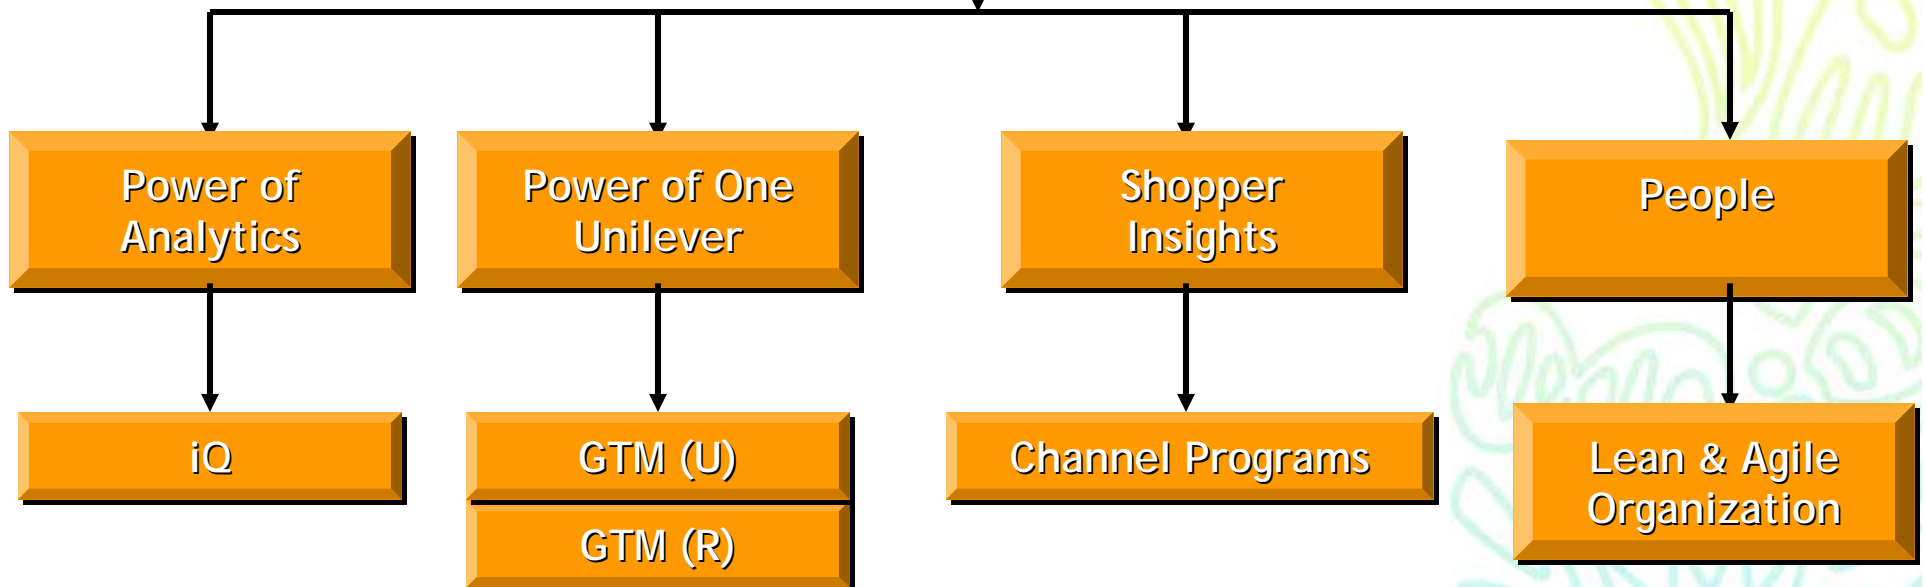 Power of
Analytics
Power of One
Unilever
Shopper
Insights
People
iQ
GTM (U)
GTM (R)
Channel Programs
Lean & Agile
Organization